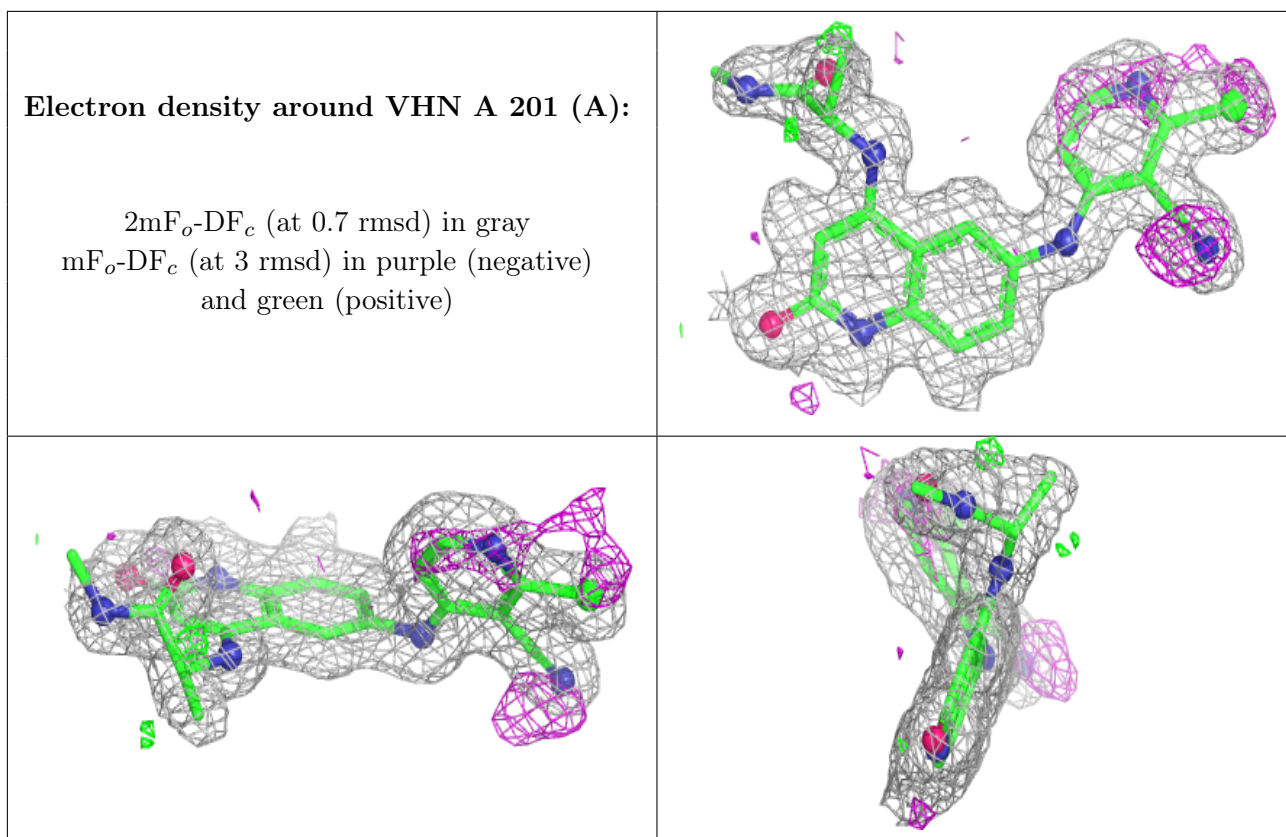 Electron density around VHN A 201 (A):
2mFo-DFc (at 0.7 rmsd) in gray
mFo-DFc (at 3 rmsd) in purple (negative)
and green (positive)